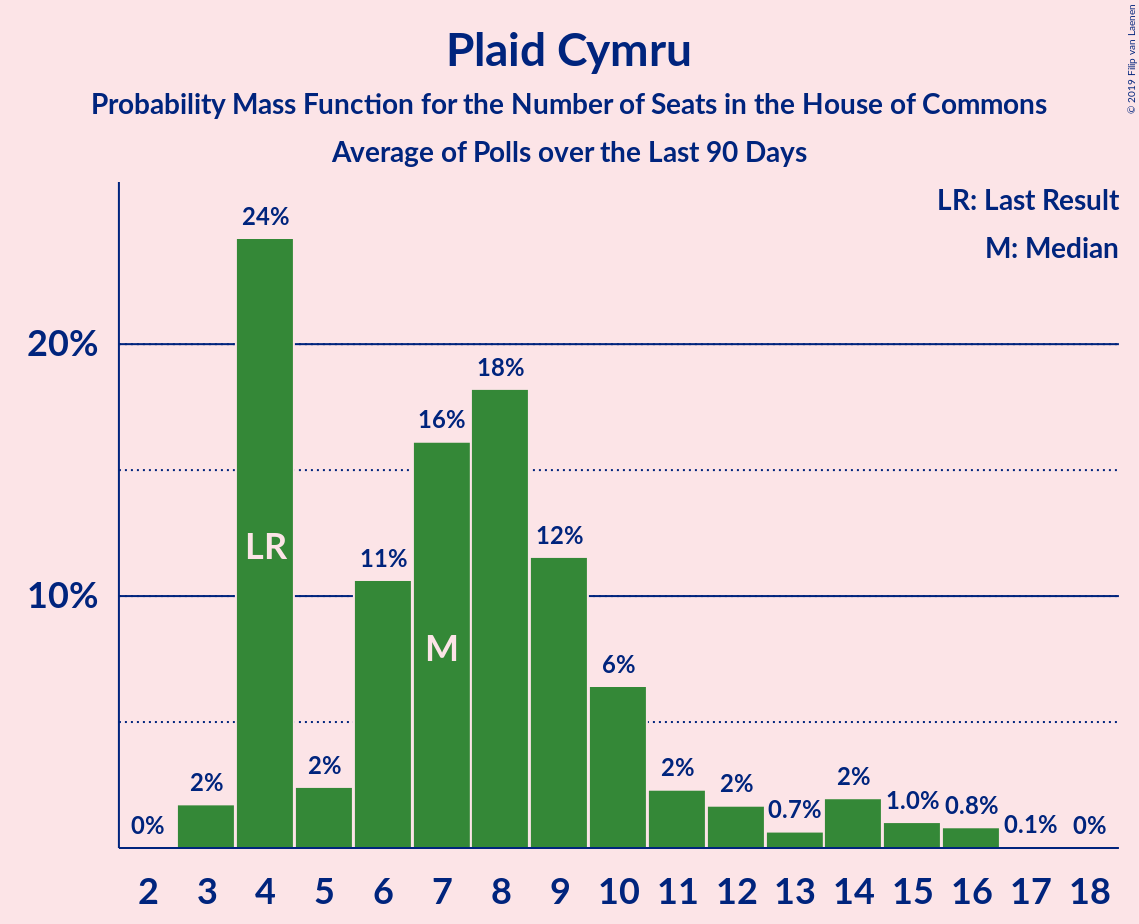 Plaid Cymru
Probability Mass Function for the Number of Seats in the House of Commons
Average of Polls over the Last 90 Days
© 2019 Filip van Laenen
LR: Last Result
M: Median
24%
20%
18%
16%
12%
11%
LR
10%
M
6%
2%
2%
2%
2%
2%
1.0%
0.8%
0.7%
0.1%
0%
0%
2 3 4 5 6 7 8 9 10 11 12 13 14 15 16 17 18